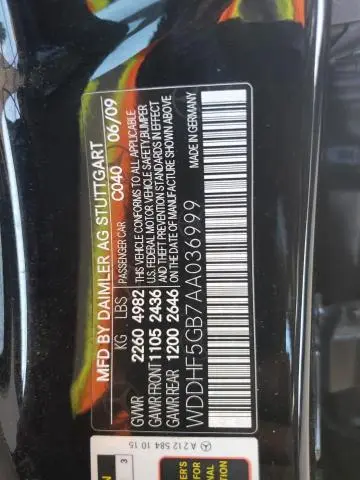 MFD BY DAIMLER AG STUTTGART
PASSENGER CAR C040 06/09
KG LBS
GVWR 2260 4982
GAWR FRONT 1105 2436
GAWR REAR 1200 2646
THIS VEHICLE CONFORMS TO ALL APPLICABLE
U.S. FEDERAL MOTOR VEHICLE SAFETY, BUMPER
AND THEFT PREVENTION STANDARDS IN EFFECT
ON THE DATE OF MANUFACTURE SHOWN ABOVE
MADE IN GERMANY
WDDHF5GB7AA036999
A 212 584 10 15
3
FOR